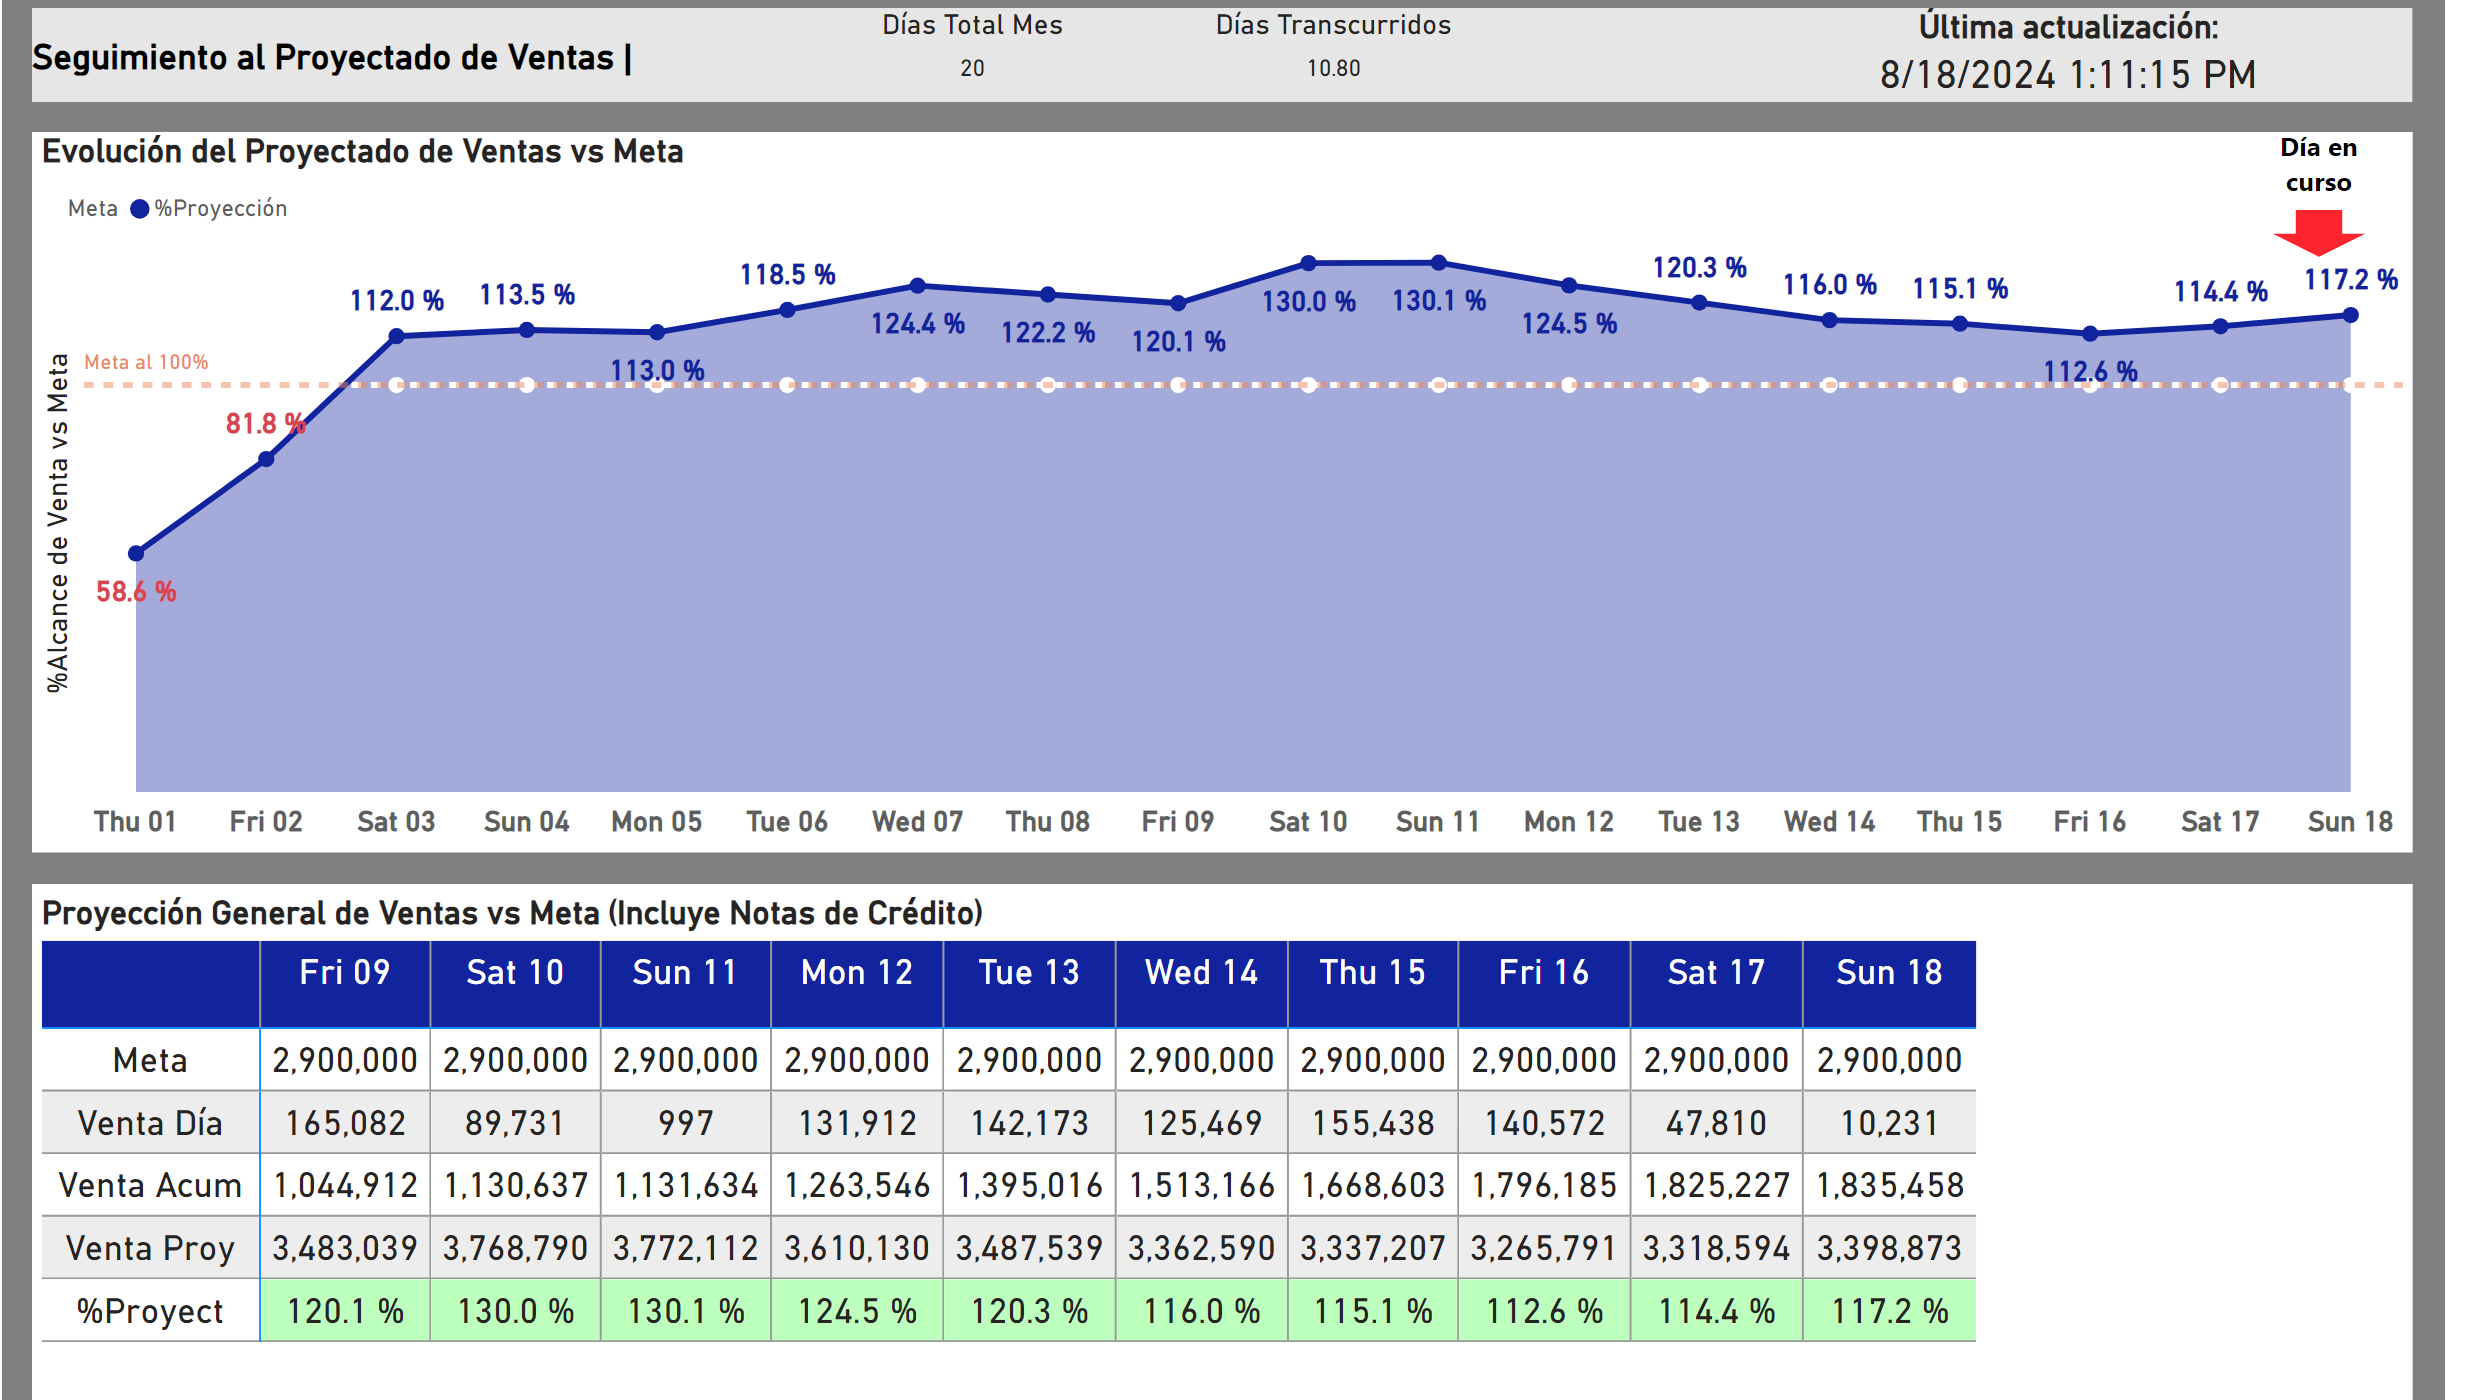 Seguimiento al Proyectado de Ventas |
Días Total Mes
20
Días Transcurridos
10.80
Última actualización:
8/18/2024 1:11:15 PM
Evolución del Proyectado de Ventas vs Meta
Día en
curso
Meta %Proyección
%Alcance de Venta vs Meta
Meta al 100%
58.6 %
81.8 %
112.0 %
113.5 %
113.0 %
118.5 %
124.4 %
122.2 %
120.1 %
130.0 %
130.1 %
124.5 %
120.3 %
116.0 %
115.1 %
112.6 %
114.4 %
117.2 %
Thu 01 Fri 02 Sat 03 Sun 04 Mon 05 Tue 06 Wed 07 Thu 08 Fri 09 Sat 10 Sun 11 Mon 12 Tue 13 Wed 14 Thu 15 Fri 16 Sat 17 Sun 18
Proyección General de Ventas vs Meta (Incluye Notas de Crédito)
Fri 09 Sat 10 Sun 11 Mon 12 Tue 13 Wed 14 Thu 15 Fri 16 Sat 17 Sun 18
Meta 2,900,000 2,900,000 2,900,000 2,900,000 2,900,000 2,900,000 2,900,000 2,900,000 2,900,000 2,900,000
Venta Día 165,082 89,731 997 131,912 142,173 125,469 155,438 140,572 47,810 10,231
Venta Acum 1,044,912 1,130,637 1,131,634 1,263,546 1,395,016 1,513,166 1,668,603 1,796,185 1,825,227 1,835,458
Venta Proy 3,483,039 3,768,790 3,772,112 3,610,130 3,487,539 3,362,590 3,337,207 3,265,791 3,318,594 3,398,873
%Proyect 120.1 % 130.0 % 130.1 % 124.5 % 120.3 % 116.0 % 115.1 % 112.6 % 114.4 % 117.2 %